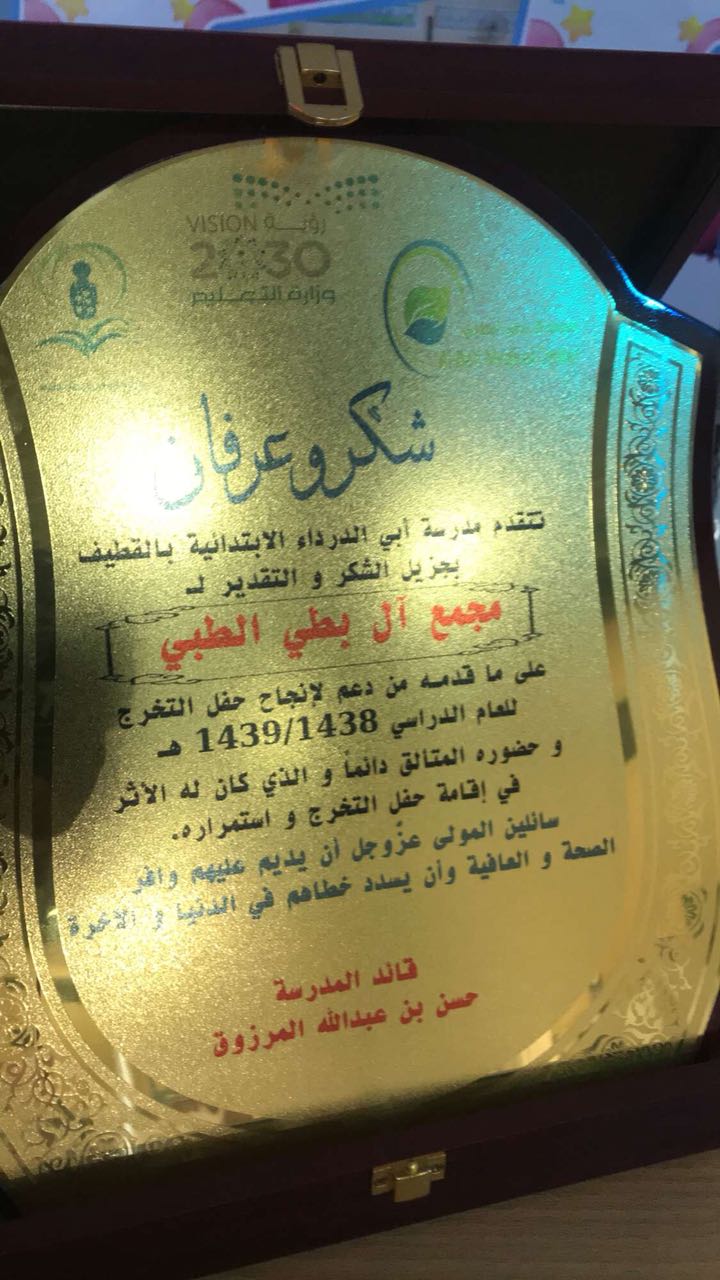 VISION رؤية
2030
وزارة التعليم
شكر وعرفان
تتقدم مدرسة أبي الدرداء الابتدائية بالقطيف
بجزيل الشكر و التقدير لـ
مجمع آل بطي الطبي
على ما قدمه من دعم لإنجاح حفل التخرج
للعام الدراسي 1439/1438 هـ
و حضوره المتالق دائماً و الذي كان له الأثر
في إقامة حفل التخرج و استمراره.
سائلين المولى عزّوجل أن يديم عليهم وافر
الصحة و العافية وأن يسدد خطاهم في الدنيا و الآخرة
قائد المدرسة
حسن بن عبدالله المرزوق